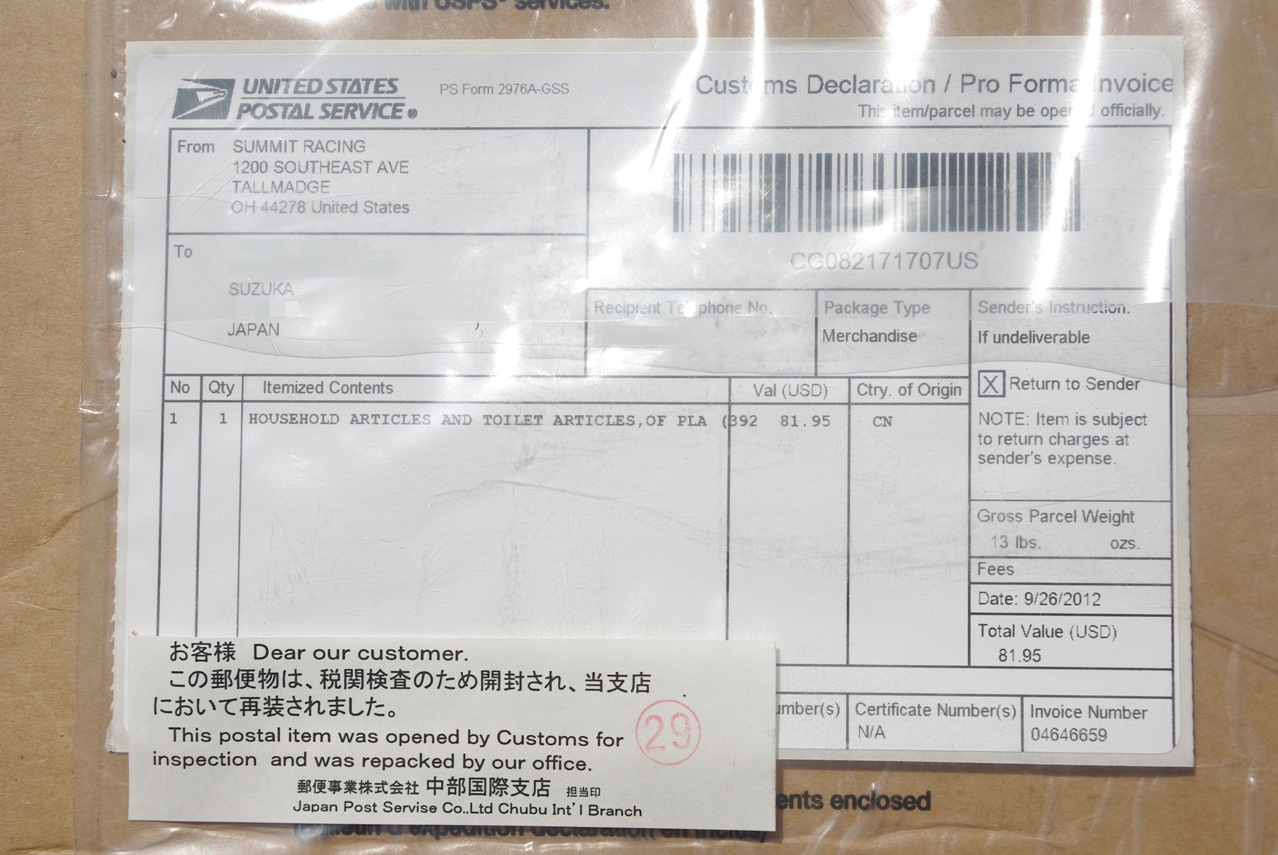 with USPS® services.
UNITED STATES
POSTAL SERVICE®
PS Form 2976A-GSS
Customs Declaration / Pro Forma Invoice
This item/parcel may be opened officially.
From SUMMIT RACING
1200 SOUTHEAST AVE
TALLMADGE
OH 44278 United States
CG082171707US
To
SUZUKA
JAPAN
Recipient Telephone No.
Package Type
Merchandise
Sender's Instruction.
If undeliverable
X Return to Sender
NOTE: Item is subject
to return charges at
sender's expense.
No Qty Itemized Contents Val (USD) Ctry. of Origin
1 1 HOUSEHOLD ARTICLES AND TOILET ARTICLES,OF PLA (392 81.95 CN
Gross Parcel Weight
13 lbs. ozs.
Fees
Date: 9/26/2012
Total Value (USD)
81.95
Certificate Number(s)
N/A
Invoice Number
04646659
お客様 Dear our customer.
この郵便物は、税関検査のため開封され、当支店
において再装されました。
This postal item was opened by Customs for
inspection and was repacked by our office.
29
郵便事業株式会社 中部国際支店 担当印
Japan Post Servise Co.,Ltd Chubu Int'l Branch
enclosed